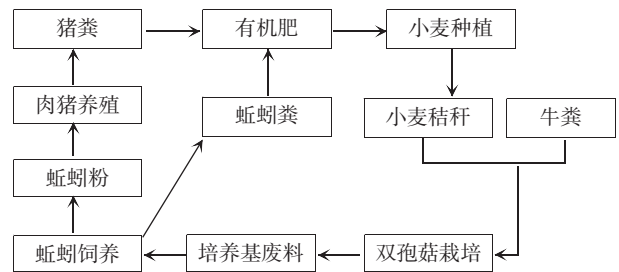 猪粪
有机肥
小麦种植
肉猪养殖
蚯蚓粪
小麦秸秆
牛粪
蚯蚓粉
蚯蚓饲养
培养基废料
双孢菇栽培